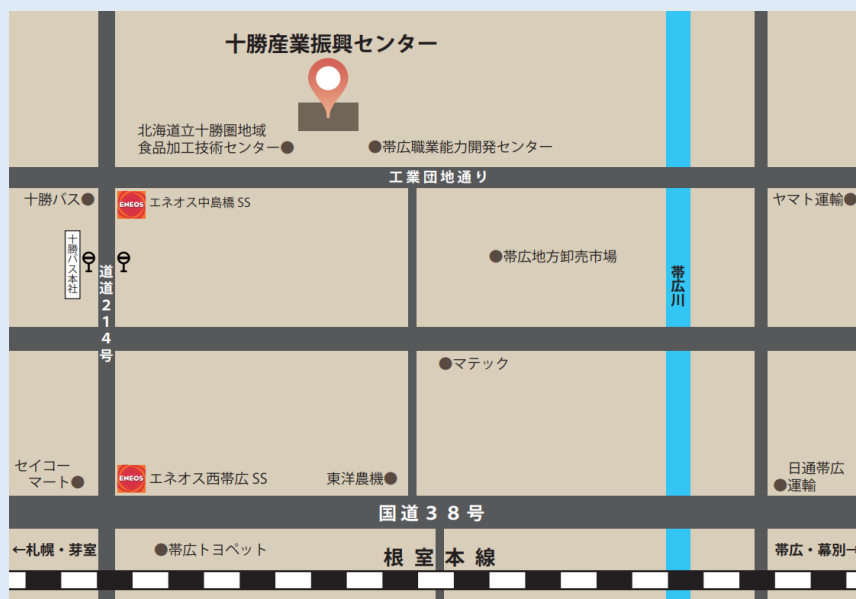 十勝産業振興センター
北海道立十勝圏地域
食品加工技術センター●
●帯広職業能力開発センター
工業団地通り
十勝バス●
ENEOS
エネオス中島橋 SS
ヤマト運輸●
十勝バス本社
道道214号
●帯広地方卸売市場
帯広川
●マテック
セイコー
マート●
ENEOS
エネオス西帯広 SS
東洋農機●
日通帯広
●運輸
国道38号
←札幌・芽室
●帯広トヨペット
根室本線
帯広・幕別→